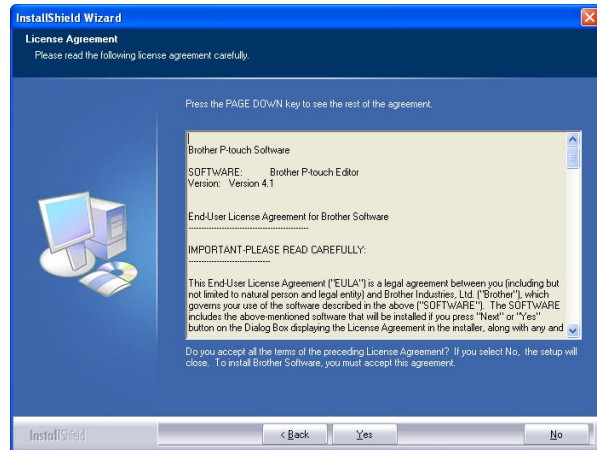 InstallShield Wizard
License Agreement
Please read the following license agreement carefully.
Press the PAGE DOWN key to see the rest of the agreement.
Brother P-touch Software
SOFTWARE: Brother P-touch Editor
Version: Version 4.1
End-User License Agreement for Brother Software
--------------------------------------------
IMPORTANT-PLEASE READ CAREFULLY:
------------------------------
This End-User License Agreement ("EULA") is a legal agreement between you (including but
not limited to natural person and legal entity) and Brother Industries, Ltd. ("Brother"), which
governs your use of the software described in the above ("SOFTWARE"). The SOFTWARE
includes the above-mentioned software that will be installed if you press "Next" or "Yes"
button on the Dialog Box displaying the License Agreement in the installer, along with any and
Do you accept all the terms of the preceding License Agreement? If you select No, the setup will
close. To install Brother Software, you must accept this agreement.
InstallShield
< Back Yes No